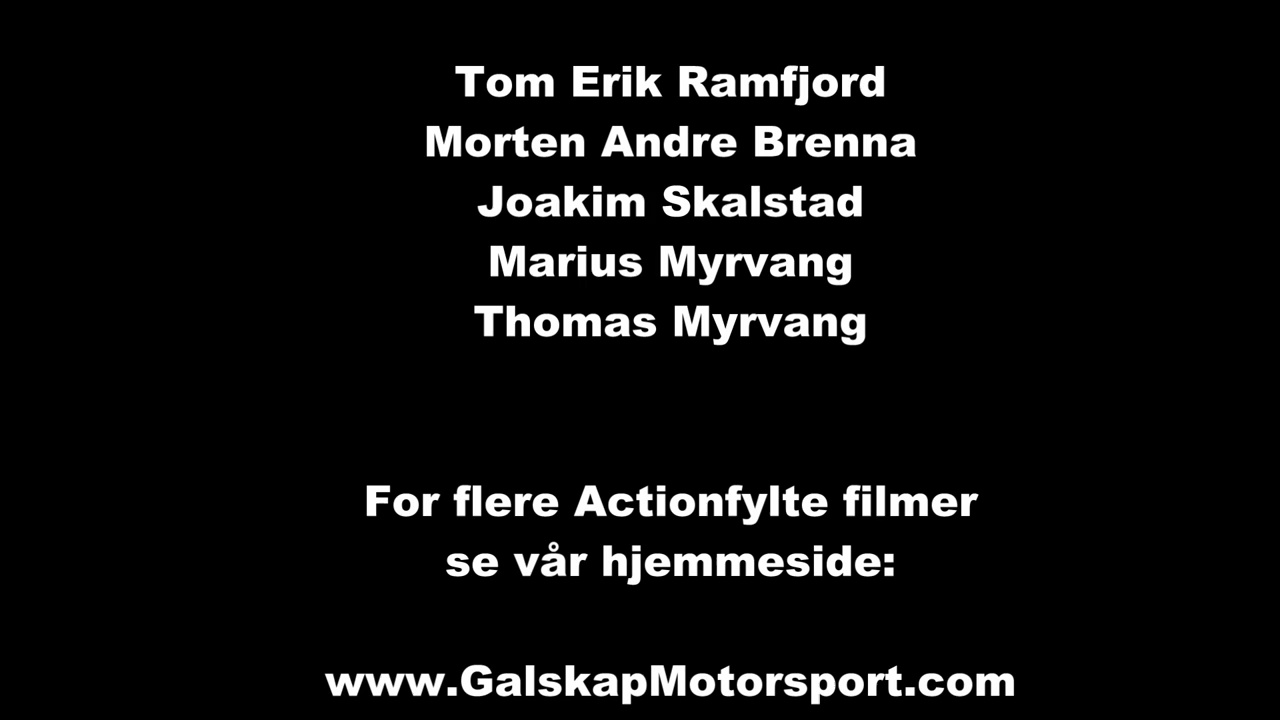 Tom Erik Ramfjord
Morten Andre Brenna
Joakim Skalstad
Marius Myrvang
Thomas Myrvang
For flere Actionfylte filmer
se vår hjemmeside:
www.GalskapMotorsport.com